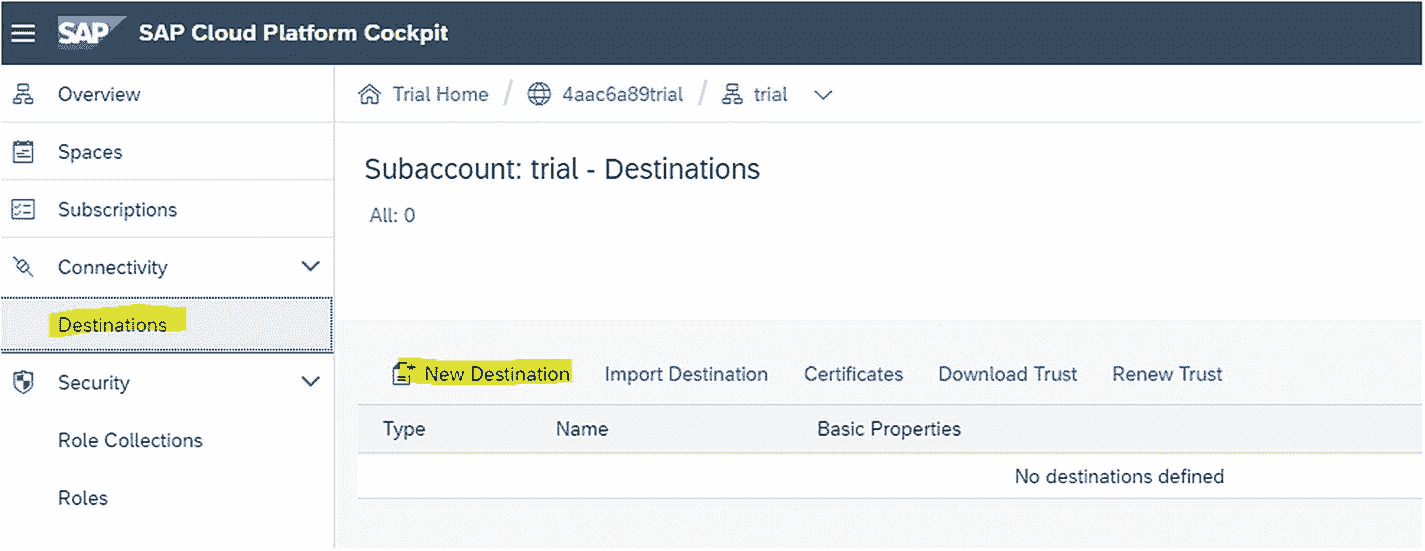 SAP SAP Cloud Platform Cockpit
Overview
Spaces
Subscriptions
Connectivity
Destinations
Security
Role Collections
Roles
Trial Home / 4aac6a89trial / trial
Subaccount: trial - Destinations
All: 0
New Destination Import Destination Certificates Download Trust Renew Trust
Type Name Basic Properties
No destinations defined